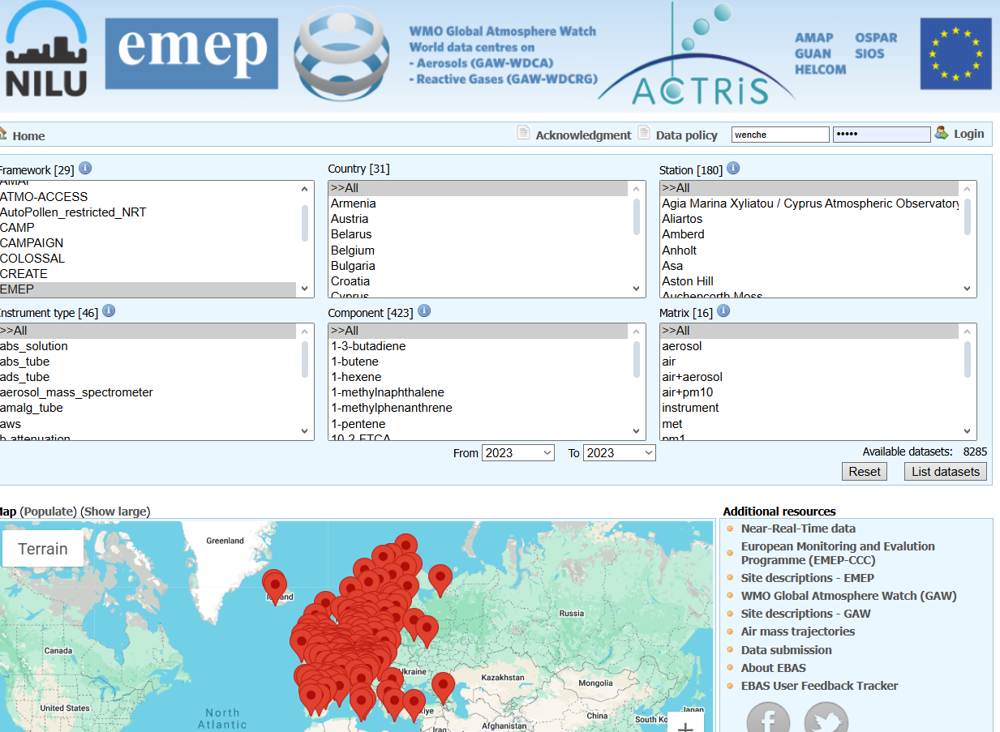 NILU
emep
WMO Global Atmosphere Watch
World data centres on
- Aerosols (GAW-WDCA)
- Reactive Gases (GAW-WDCRG)
ACTRiS
AMAP OSPAR
GUAN SIOS
HELCOM
Home
Acknowledgment
Data policy
wenche
•••••
Login
Framework [29]
AMAP
ATMO-ACCESS
AutoPollen_restricted_NRT
CAMP
CAMPAIGN
COLOSSAL
CREATE
EMEP
Country [31]
>>All
Armenia
Austria
Belarus
Belgium
Bulgaria
Croatia
Cyprus
Station [180]
>>All
Agia Marina Xyliatou / Cyprus Atmospheric Observatory
Aliartos
Amberd
Anholt
Asa
Aston Hill
Auchencorth Moss
Instrument type [46]
>>All
abs_solution
abs_tube
ads_tube
aerosol_mass_spectrometer
amalg_tube
aws
b-attenuation
Component [423]
>>All
1-3-butadiene
1-butene
1-hexene
1-methylnaphthalene
1-methylphenanthrene
1-pentene
10-2 FTCA
Matrix [16]
>>All
aerosol
air
air+aerosol
air+pm10
instrument
met
pm1
From 2023 To 2023
Available datasets: 8285
Reset
List datasets
Map (Populate) (Show large)
Terrain
Greenland
Iceland
Russia
Canada
Ukraine
Kazakhstan
Mongolia
United States
North
Atlantic
kiye
China
South Ko
Japan
Iraq
Afghanistan
+
Additional resources
Near-Real-Time data
European Monitoring and Evalution
Programme (EMEP-CCC)
Site descriptions - EMEP
WMO Global Atmosphere Watch (GAW)
Site descriptions - GAW
Air mass trajectories
Data submission
About EBAS
EBAS User Feedback Tracker